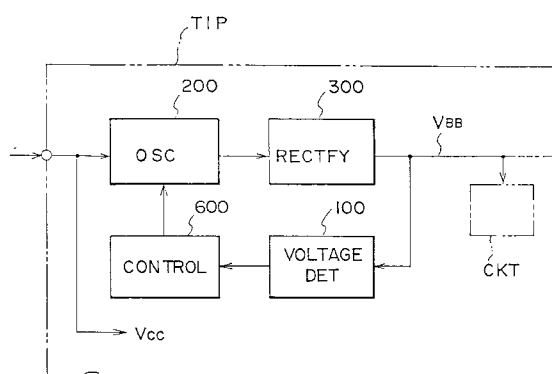 TIP
200
300
OSC
RECTFY
VBB
600
100
CONTROL
VOLTAGE
DET
CKT
Vcc